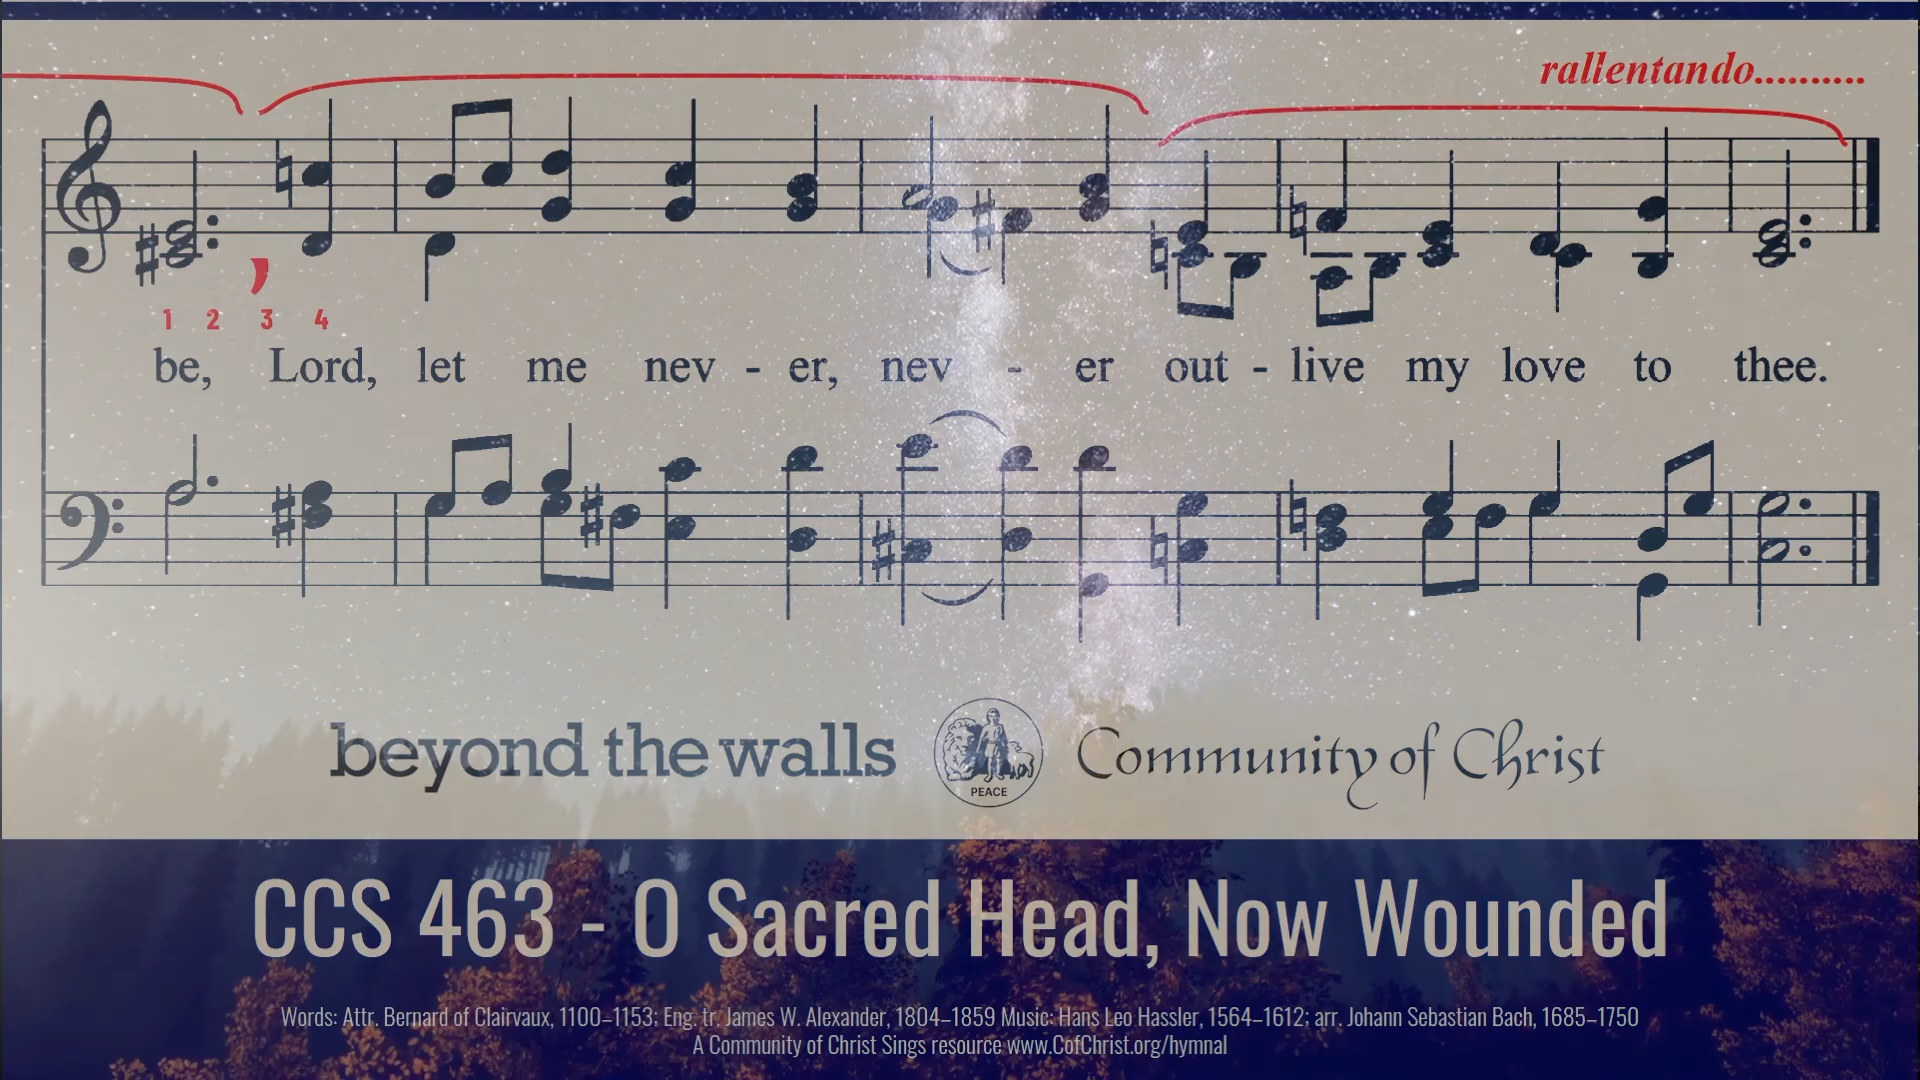 rallentando..........
1 2 3 4
be, Lord, let me nev - er, nev - er out - live my love to thee.
beyond the walls PEACE Community of Christ
CCS 463 - O Sacred Head, Now Wounded
Words: Attr. Bernard of Clairvaux, 1100–1153; Eng. tr. James W. Alexander, 1804–1859 Music: Hans Leo Hassler, 1564–1612; arr. Johann Sebastian Bach, 1685–1750
A Community of Christ Sings resource www.CofChrist.org/hymnal